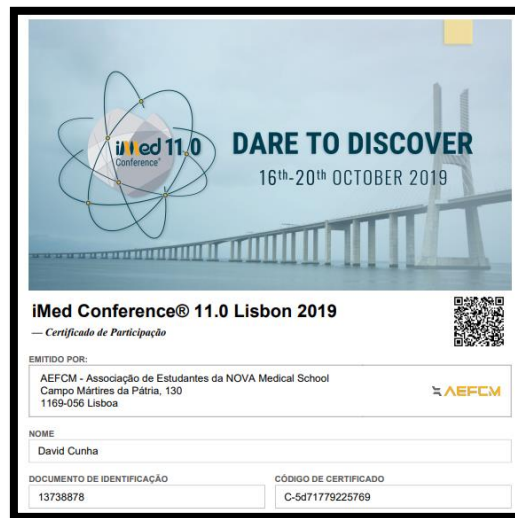 iMed 11.0
Conference®
DARE TO DISCOVER
16th-20th OCTOBER 2019
iMed Conference® 11.0 Lisbon 2019
— Certificado de Participação
EMITIDO POR:
AEFCM - Associação de Estudantes da NOVA Medical School
Campo Mártires da Pátria, 130
1169-056 Lisboa
AEFCM
NOME
David Cunha
DOCUMENTO DE IDENTIFICAÇÃO
13738878
CÓDIGO DE CERTIFICADO
C-5d71779225769